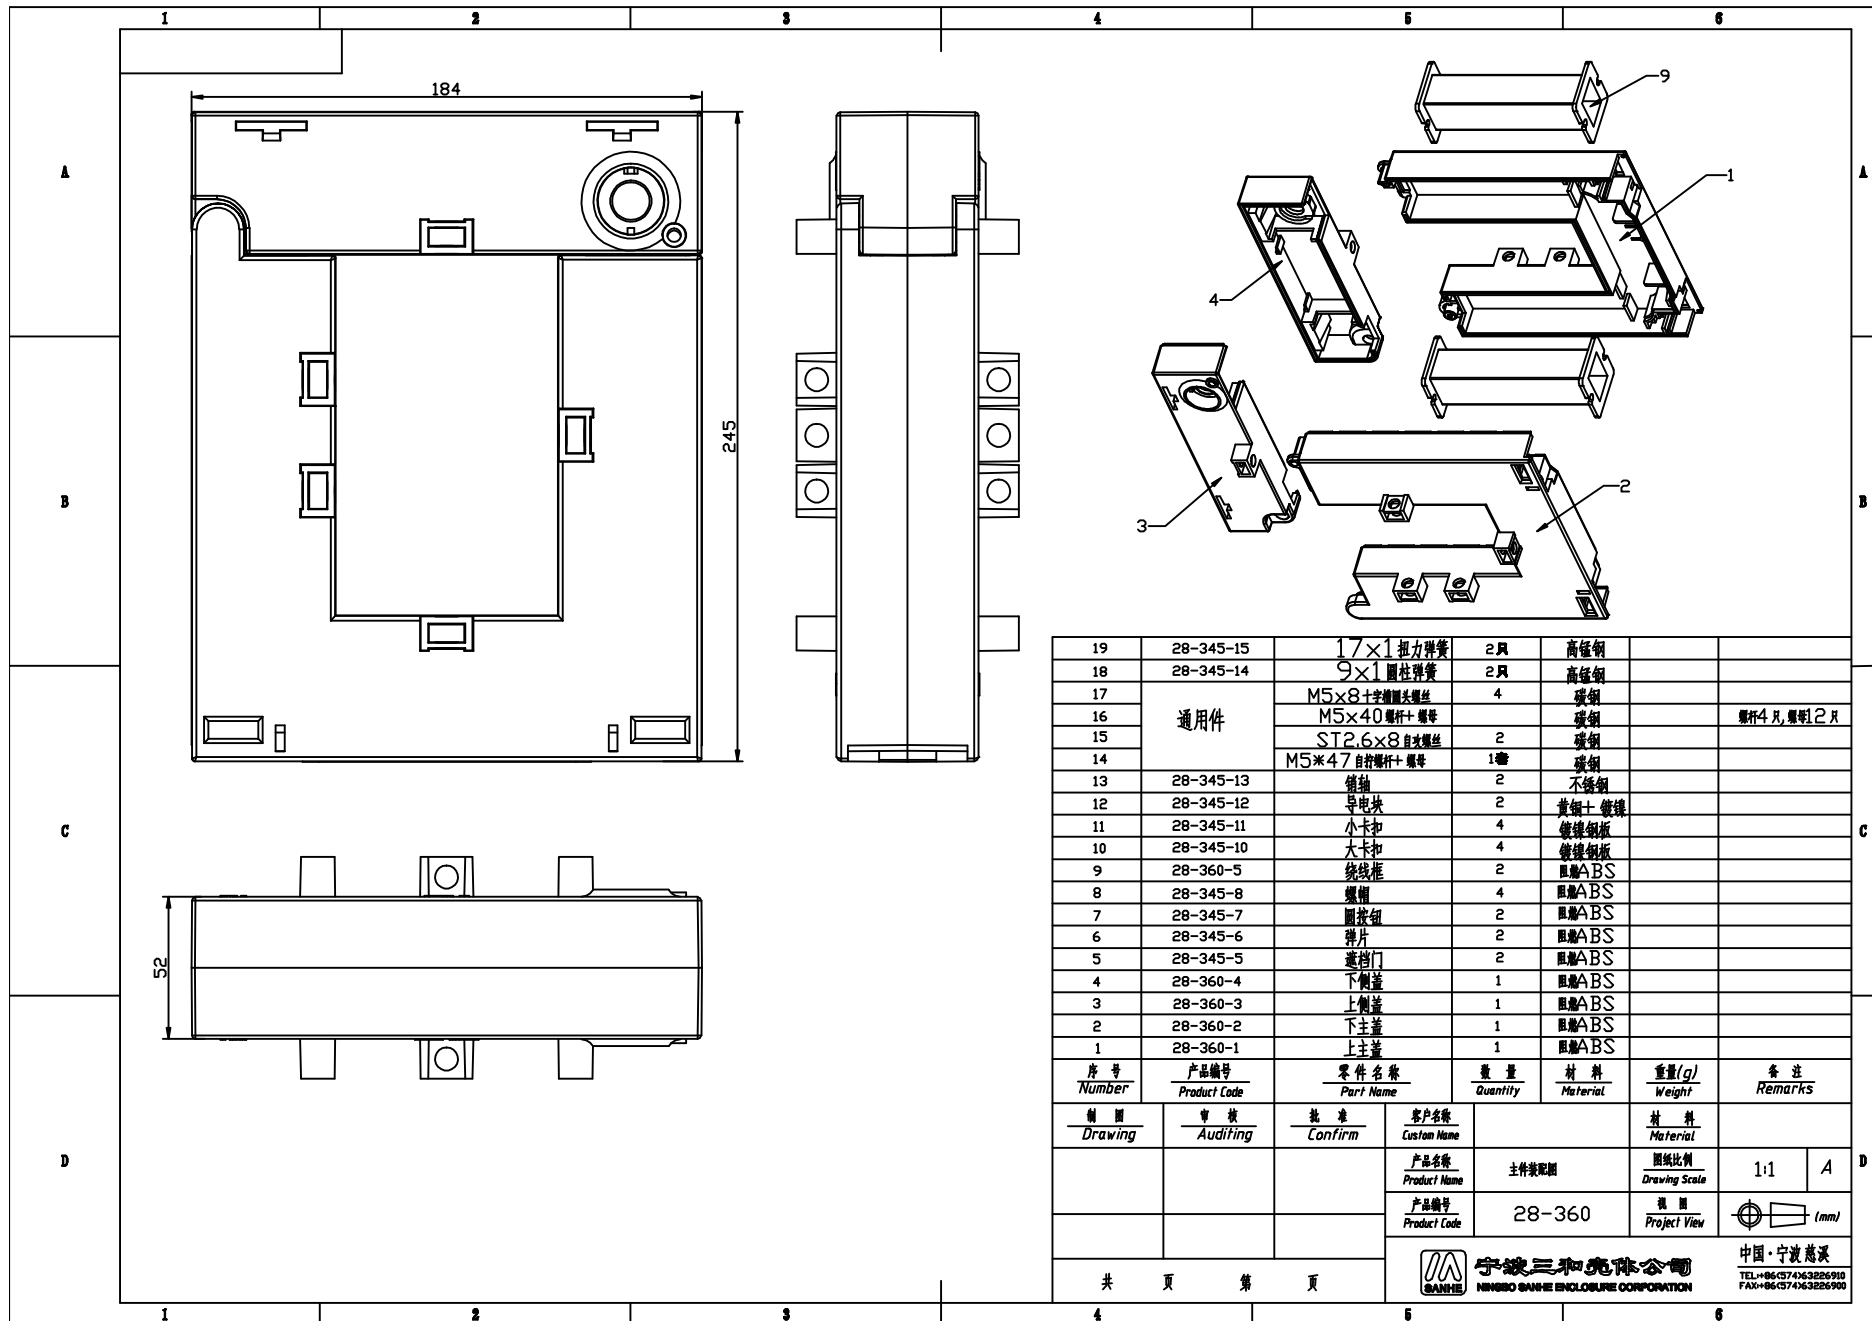 1 2 3 4 5 6
A A
B B
C C
D D
184
245
52
9
1
4
3
2
19 28-345-15 17×1扭力弹簧 2只 高锰钢
18 28-345-14 9×1圆柱弹簧 2只 高锰钢
17 M5×8十字槽圆头螺丝 4 碳钢
通用件
16 M5×40螺杆+螺母 碳钢 螺杆4只,螺母12只
15 ST2.6×8自攻螺丝 2 碳钢
14 M5*47自拧螺杆+螺母 1套 碳钢
13 28-345-13 销轴 2 不锈钢
12 28-345-12 导电块 2 黄铜+镀镍
11 28-345-11 小卡扣 4 镀镍钢板
10 28-345-10 大卡扣 4 镀镍钢板
9 28-360-5 绕线框 2 阻燃ABS
8 28-345-8 螺帽 4 阻燃ABS
7 28-345-7 圆按钮 2 阻燃ABS
6 28-345-6 弹片 2 阻燃ABS
5 28-345-5 遮档门 2 阻燃ABS
4 28-360-4 下侧盖 1 阻燃ABS
3 28-360-3 上侧盖 1 阻燃ABS
2 28-360-2 下主盖 1 阻燃ABS
1 28-360-1 上主盖 1 阻燃ABS
序号 产品编号 零件名称 数量 材料 重量(g) 备注
Number Product Code Part Name Quantity Material Weight Remarks
制图 审核 批准 客户名称 材料
Drawing Auditing Confirm Custom Name Material
产品名称 主件装配图 图纸比例 1:1 A
Product Name Drawing Scale
产品编号 28-360 视图
Product Code Project View (mm)
共 页 第 页
SANHE
宁波三和壳体公司
NINGBO SANHE ENCLOSURE CORPORATION
中国·宁波慈溪
TEL:+86(574)63226910
FAX:+86(574)63226900
1 2 3 4 5 6